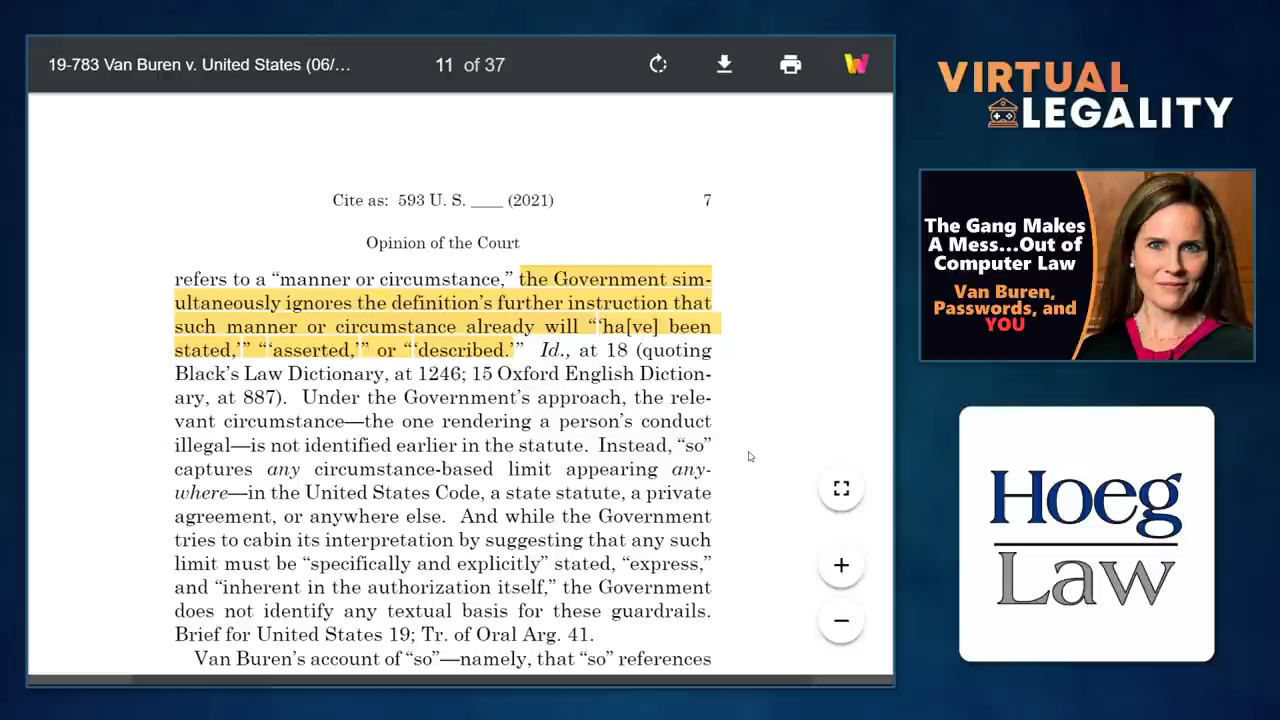 19-783 Van Buren v. United States (06/…
11 of 37
Cite as: 593 U. S. ____ (2021)
7
Opinion of the Court
refers to a “manner or circumstance,” the Government sim-
ultaneously ignores the definition’s further instruction that
such manner or circumstance already will “‘ha[ve] been
stated,’” “‘asserted,’” or “‘described.’” Id., at 18 (quoting
Black’s Law Dictionary, at 1246; 15 Oxford English Diction-
ary, at 887). Under the Government’s approach, the rele-
vant circumstance—the one rendering a person’s conduct
illegal—is not identified earlier in the statute. Instead, “so”
captures any circumstance-based limit appearing any-
where—in the United States Code, a state statute, a private
agreement, or anywhere else. And while the Government
tries to cabin its interpretation by suggesting that any such
limit must be “specifically and explicitly” stated, “express,”
and “inherent in the authorization itself,” the Government
does not identify any textual basis for these guardrails.
Brief for United States 19; Tr. of Oral Arg. 41.
Van Buren’s account of “so”—namely, that “so” references
VIRTUAL
LEGALITY
The Gang Makes
A Mess...Out of
Computer Law
Van Buren,
Passwords, and
YOU
Hoeg
Law